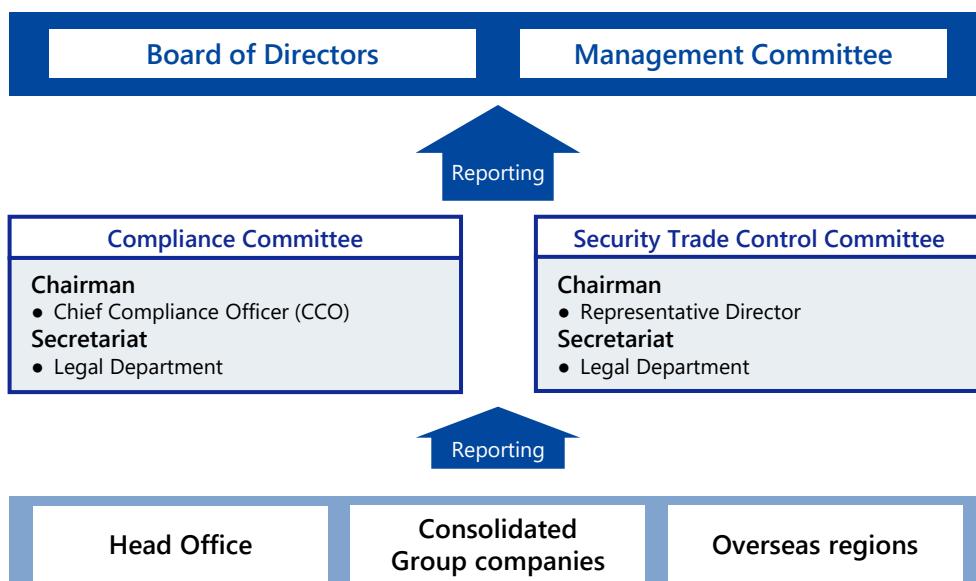 Board of Directors
Management Committee
Reporting
Compliance Committee
Chairman
● Chief Compliance Officer (CCO)
Secretariat
● Legal Department
Security Trade Control Committee
Chairman
● Representative Director
Secretariat
● Legal Department
Reporting
Head Office
Consolidated
Group companies
Overseas regions